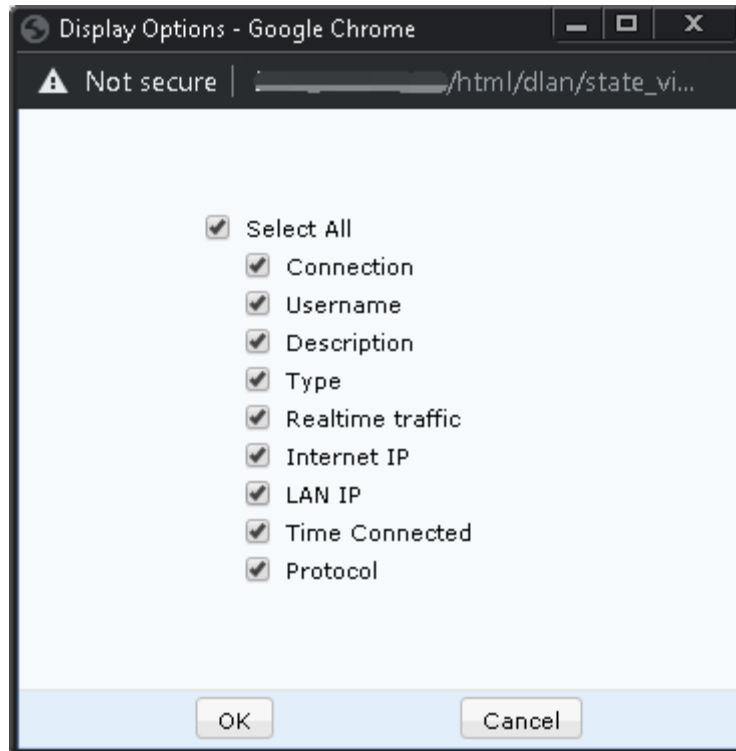 Display Options - Google Chrome
Not secure | /html/dlan/state_vi...
Select All
Connection
Username
Description
Type
Realtime traffic
Internet IP
LAN IP
Time Connected
Protocol
OK
Cancel